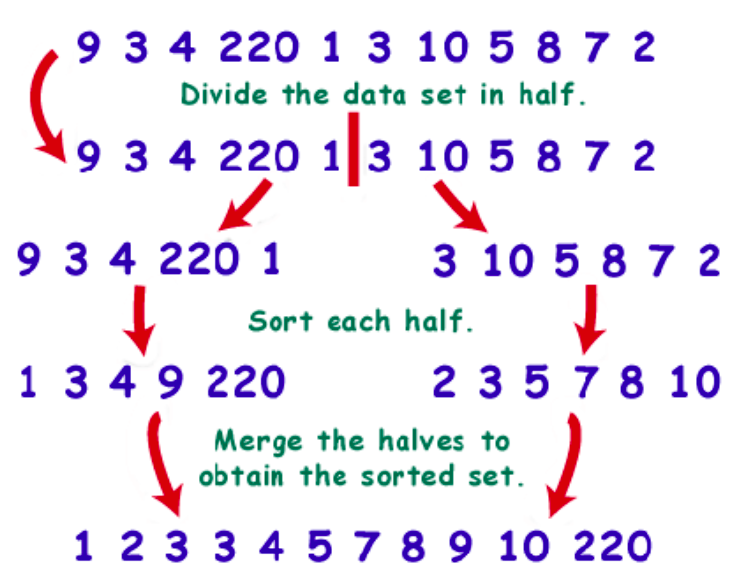 9 3 4 220 1 3 10 5 8 7 2
Divide the data set in half.
9 3 4 220 1 3 10 5 8 7 2
9 3 4 220 1
3 10 5 8 7 2
Sort each half.
1 3 4 9 220
2 3 5 7 8 10
Merge the halves to
obtain the sorted set.
1 2 3 3 4 5 7 8 9 10 220